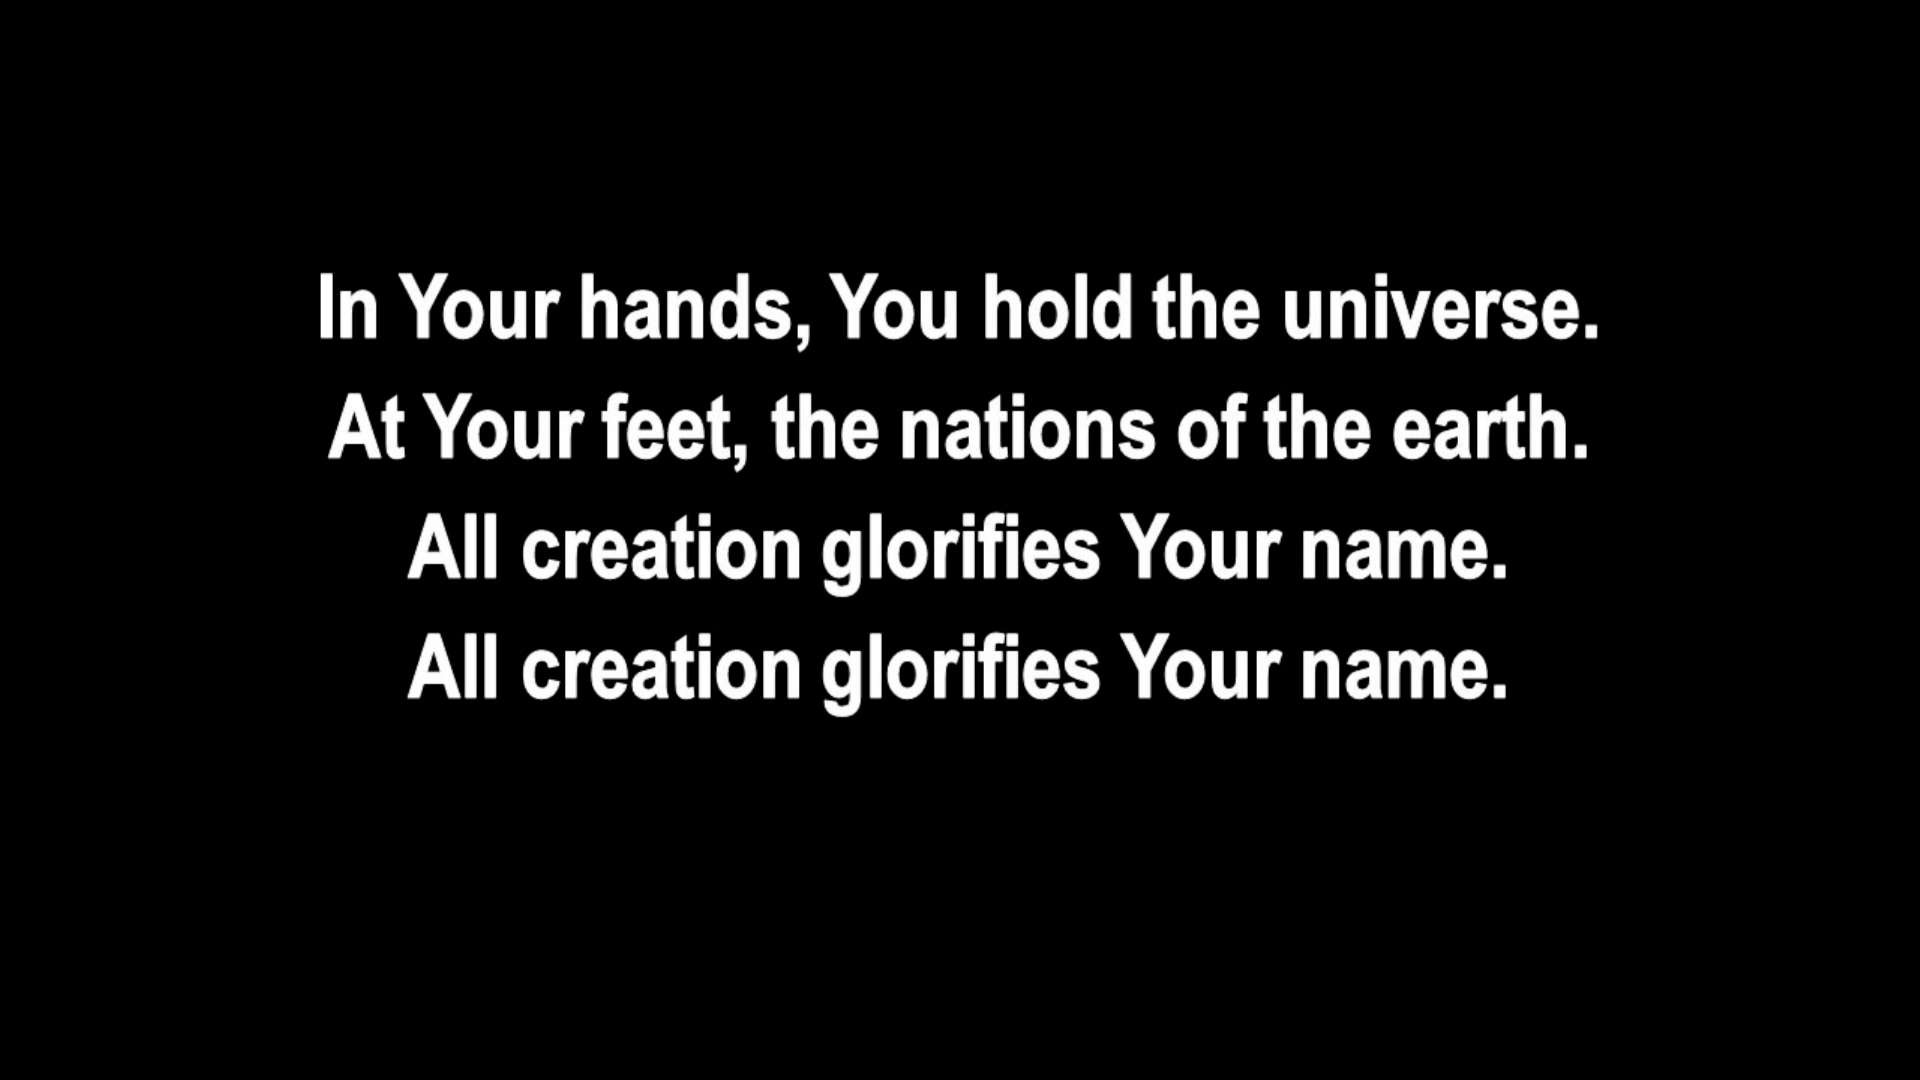 In Your hands, You hold the universe.
At Your feet, the nations of the earth.
All creation glorifies Your name.
All creation glorifies Your name.